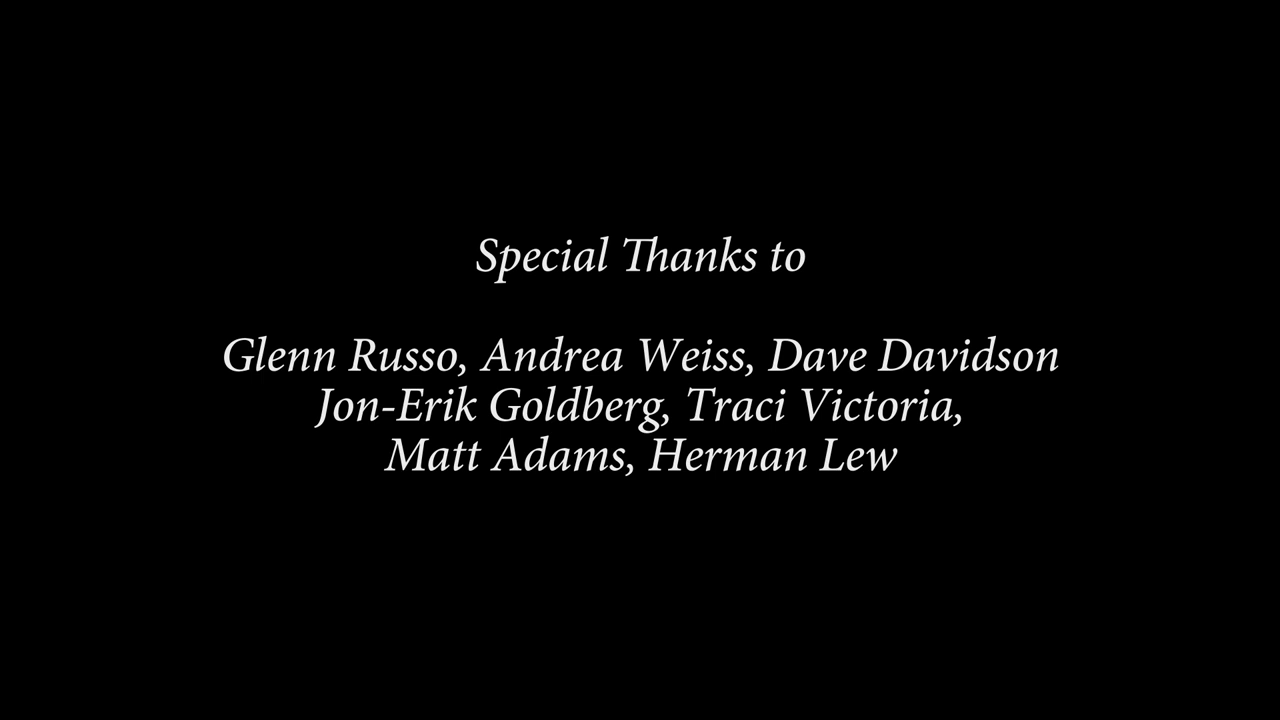 Special Thanks to
Glenn Russo, Andrea Weiss, Dave Davidson
Jon-Erik Goldberg, Traci Victoria,
Matt Adams, Herman Lew